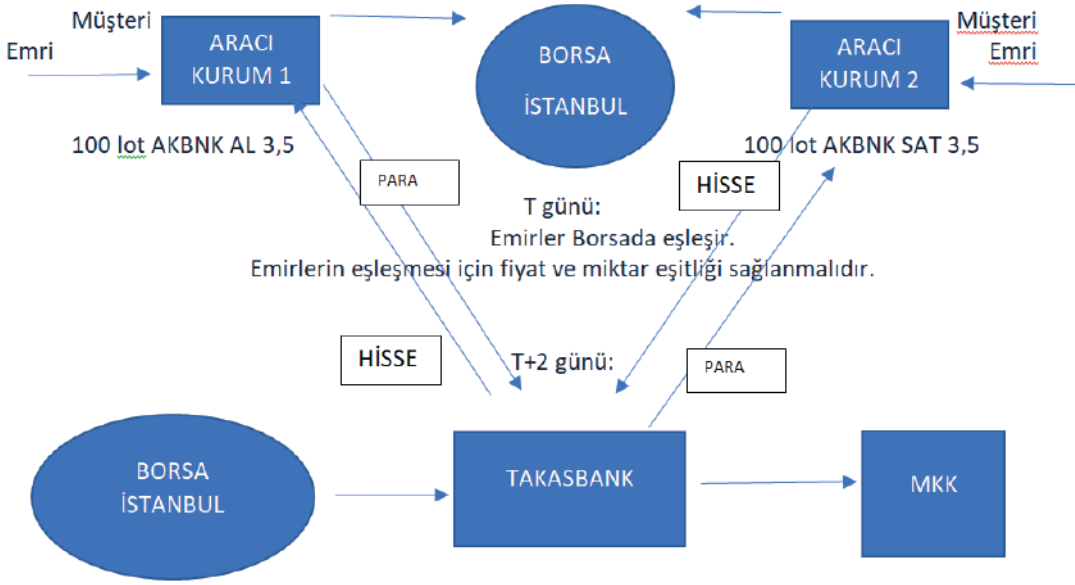 Müşteri
Emri
ARACI
KURUM 1
BORSA
İSTANBUL
ARACI
KURUM 2
Müşteri
Emri
100 lot AKBNK AL 3,5
100 lot AKBNK SAT 3,5
PARA
HİSSE
T günü:
Emirler Borsada eşleşir.
Emirlerin eşleşmesi için fiyat ve miktar eşitliği sağlanmalıdır.
HİSSE
T+2 günü:
PARA
BORSA
İSTANBUL
TAKASBANK
MKK